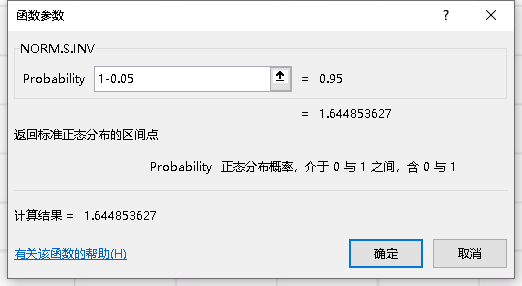 函数参数 ? ×
NORM.S.INV
Probability 1-0.05 = 0.95
= 1.644853627
返回标准正态分布的区间点
Probability 正态分布概率，介于 0 与 1 之间，含 0 与 1
计算结果 = 1.644853627
有关该函数的帮助(H) 确定 取消